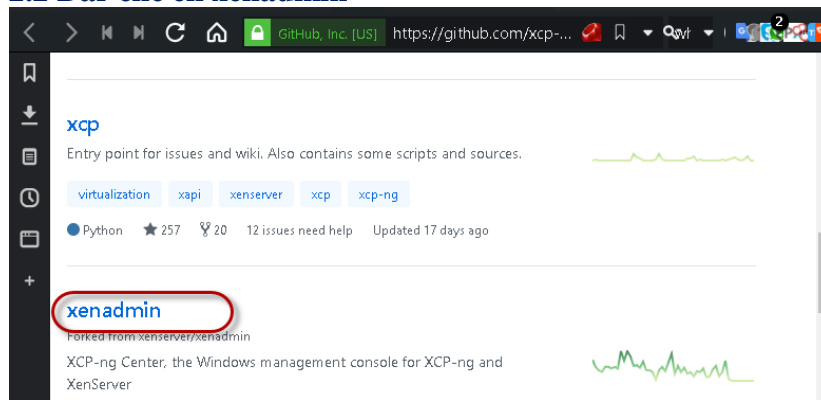 GitHub, Inc. [US] https://github.com/xcp-...
2
xcp
Entry point for issues and wiki. Also contains some scripts and sources.
virtualization xapi xenserver xcp xcp-ng
Python 257 20 12 issues need help Updated 17 days ago
xenadmin
Forked from xenserver/xenadmin
XCP-ng Center, the Windows management console for XCP-ng and
XenServer